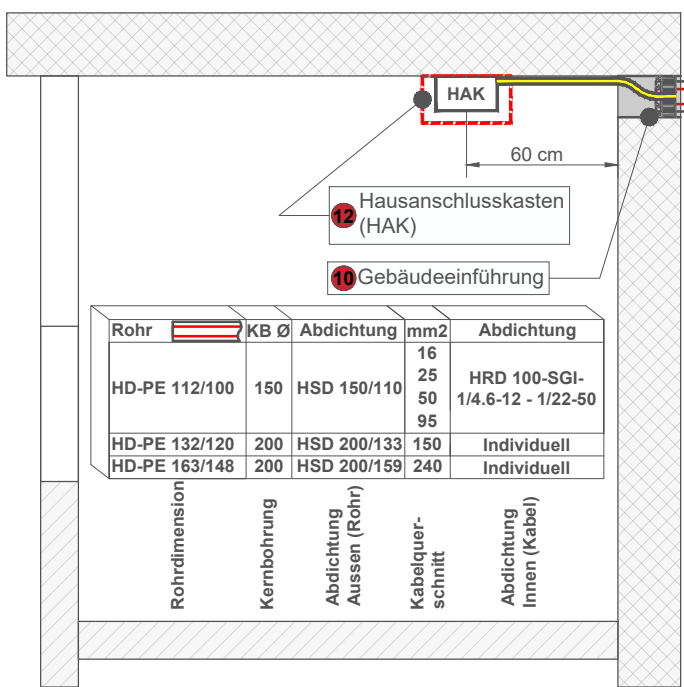 HAK
60 cm
12 Hausanschlusskasten
(HAK)
10 Gebäudeeinführung
Rohr KB Ø Abdichtung mm2 Abdichtung
HD-PE 112/100 150 HSD 150/110 16 25 50 95 HRD 100-SGI-
1/4.6-12 - 1/22-50
HD-PE 132/120 200 HSD 200/133 150 Individuell
HD-PE 163/148 200 HSD 200/159 240 Individuell
Rohrdimension
Kernbohrung
Abdichtung
Aussen (Rohr)
Kabelquer-
schnitt
Abdichtung
Innen (Kabel)